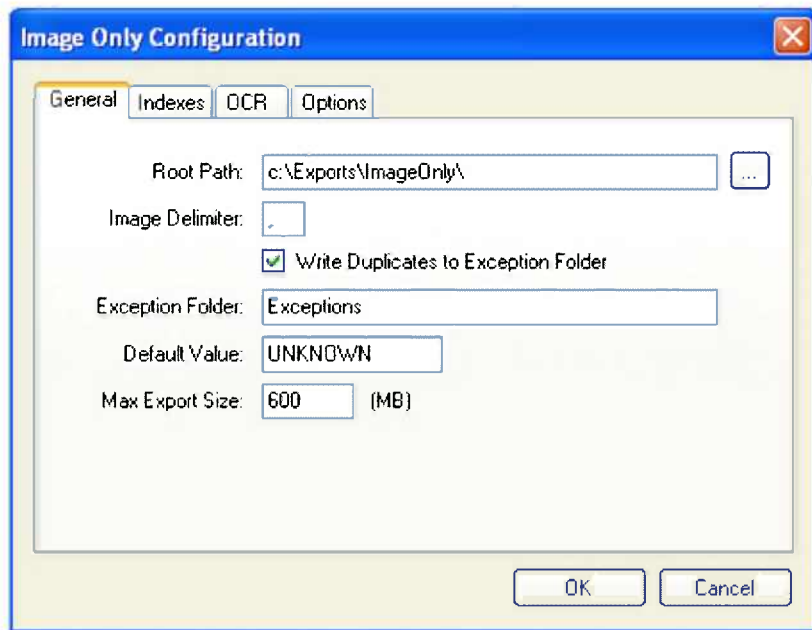 Image Only Configuration
General Indexes OCR Options
Root Path: c:\Exports\ImageOnly\ ...
Image Delimiter:
Write Duplicates to Exception Folder
Exception Folder: Exceptions
Default Value: UNKNOWN
Max Export Size: 600 (MB)
OK Cancel